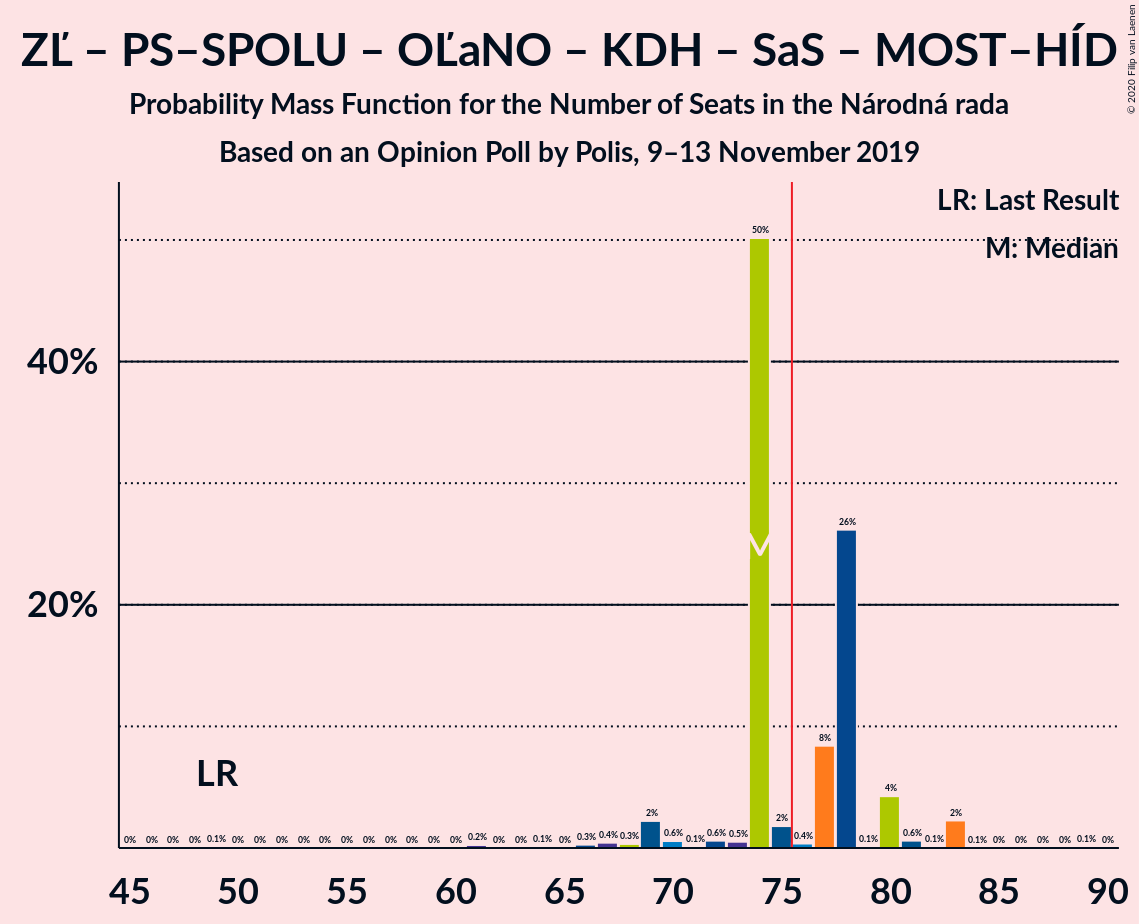 ZĽ – PS–SPOLU – OĽaNO – KDH – SaS – MOST–HÍD
Probability Mass Function for the Number of Seats in the Národná rada
Based on an Opinion Poll by Polis, 9–13 November 2019
© 2020 Filip van Laenen
LR: Last Result
M: Median
50%
40%
26%
20%
8%
4%
LR
2% 2% 2%
0% 0% 0% 0% 0.1% 0% 0% 0% 0% 0% 0% 0% 0% 0% 0% 0% 0.2% 0% 0% 0.1% 0% 0.3% 0.4% 0.3% 0.6% 0.1% 0.6% 0.5% 0.4% 0.1% 0.6% 0.1% 0.1% 0% 0% 0% 0% 0.1% 0%
M
45 50 55 60 65 70 75 80 85 90